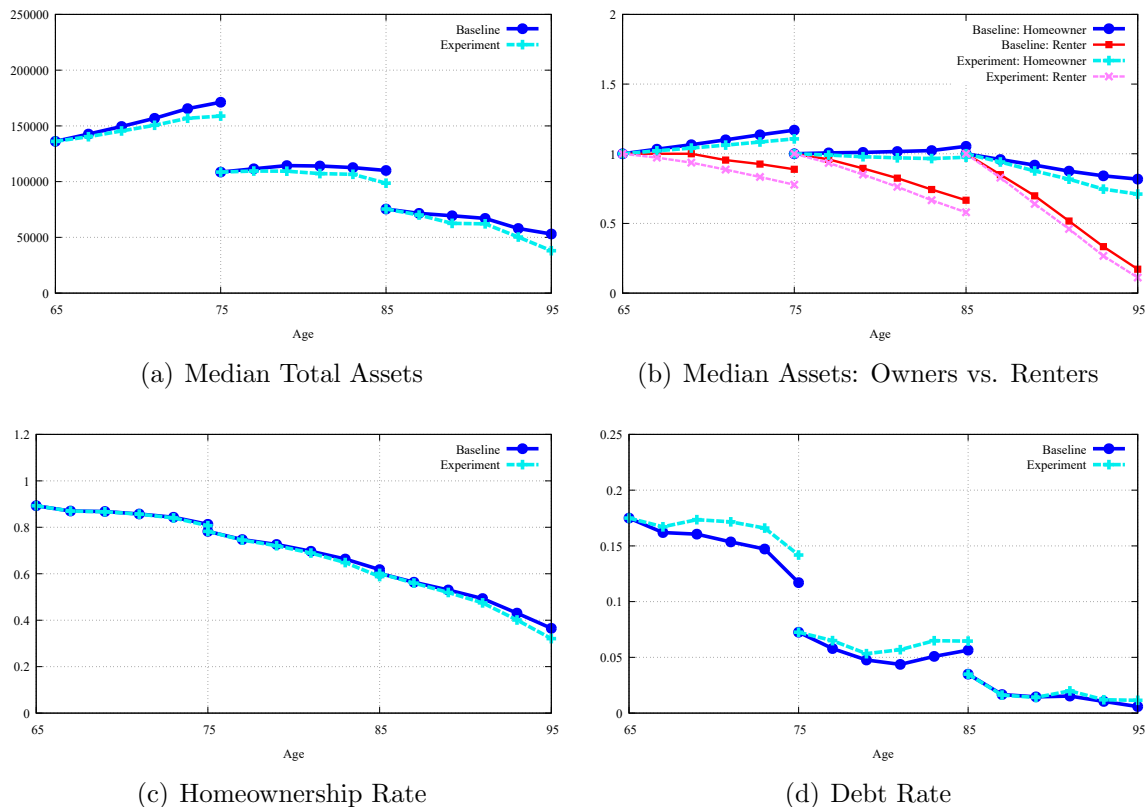 250000
200000
150000
100000
50000
0
65 75 85 95
Age
Baseline
Experiment
(a) Median Total Assets
2
1.5
1
0.5
0
65 75 85 95
Age
Baseline: Homeowner
Baseline: Renter
Experiment: Homeowner
Experiment: Renter
(b) Median Assets: Owners vs. Renters
1.2
1
0.8
0.6
0.4
0.2
0
65 75 85 95
Age
Baseline
Experiment
(c) Homeownership Rate
0.25
0.2
0.15
0.1
0.05
0
65 75 85 95
Age
Baseline
Experiment
(d) Debt Rate